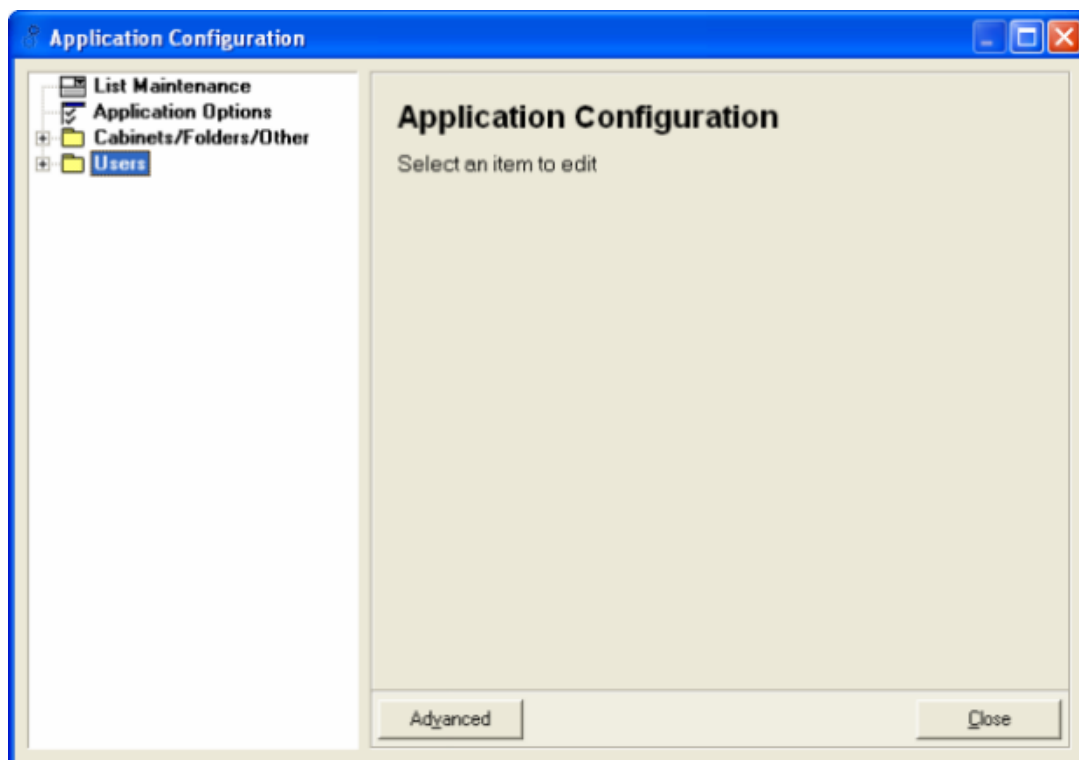 Application Configuration
List Maintenance
Application Options
Cabinets/Folders/Other
Users
Application Configuration
Select an item to edit
Advanced
Close